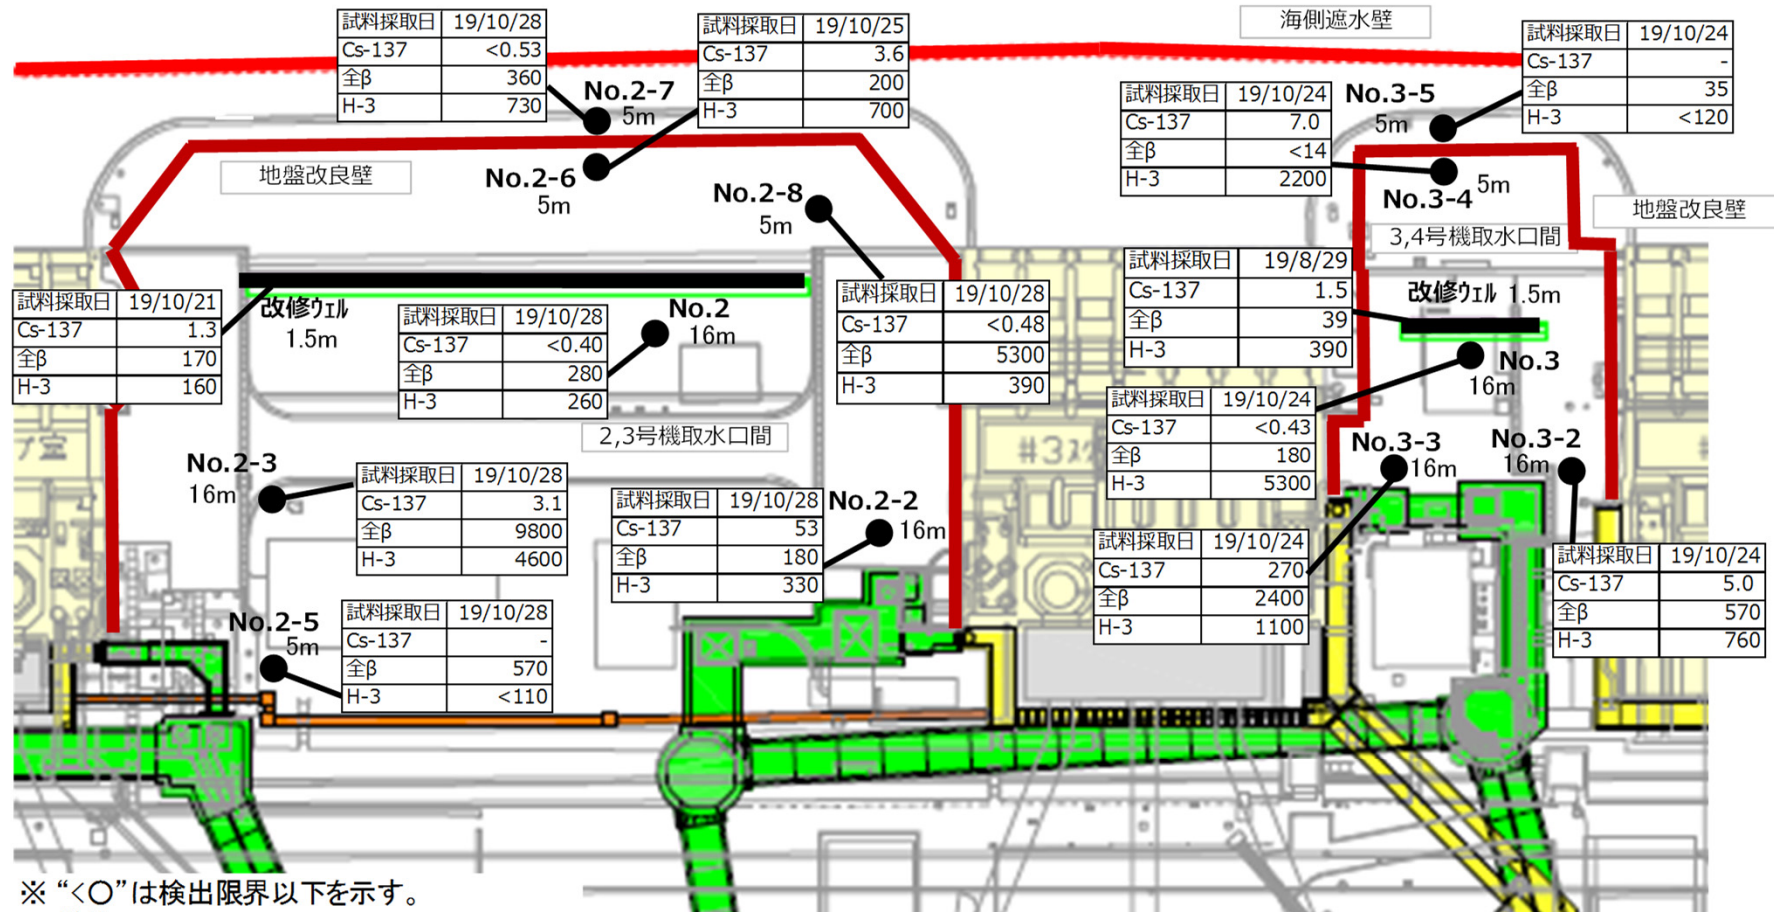 海側遮水壁
試料採取日 19/10/28
Cs-137 <0.53
全β 360
H-3 730
No.2-7
5m
試料採取日 19/10/25
Cs-137 3.6
全β 200
H-3 700
No.2-6
5m
地盤改良壁
試料採取日 19/10/24
Cs-137 7.0
全β <14
H-3 2200
No.3-4
5m
No.3-5
5m
試料採取日 19/10/24
Cs-137 -
全β 35
H-3 <120
地盤改良壁
3,4号機取水口間
No.2-8
5m
試料採取日 19/10/28
Cs-137 <0.48
全β 5300
H-3 390
試料採取日 19/10/21
Cs-137 1.3
全β 170
H-3 160
改修ウェル
1.5m
試料採取日 19/10/28
Cs-137 <0.40
全β 280
H-3 260
No.2
16m
2,3号機取水口間
試料採取日 19/8/29
Cs-137 1.5
全β 39
H-3 390
改修ウェル 1.5m
試料採取日 19/10/24
Cs-137 <0.43
全β 180
H-3 5300
No.3
16m
No.2-3
16m
試料採取日 19/10/28
Cs-137 3.1
全β 9800
H-3 4600
試料採取日 19/10/28
Cs-137 53
全β 180
H-3 330
No.2-2
16m
No.3-3
16m
試料採取日 19/10/24
Cs-137 270
全β 2400
H-3 1100
No.3-2
16m
試料採取日 19/10/24
Cs-137 5.0
全β 570
H-3 760
No.2-5
5m
試料採取日 19/10/28
Cs-137 -
全β 570
H-3 <110
#3ス
プ室
※ “<○”は検出限界以下を示す。